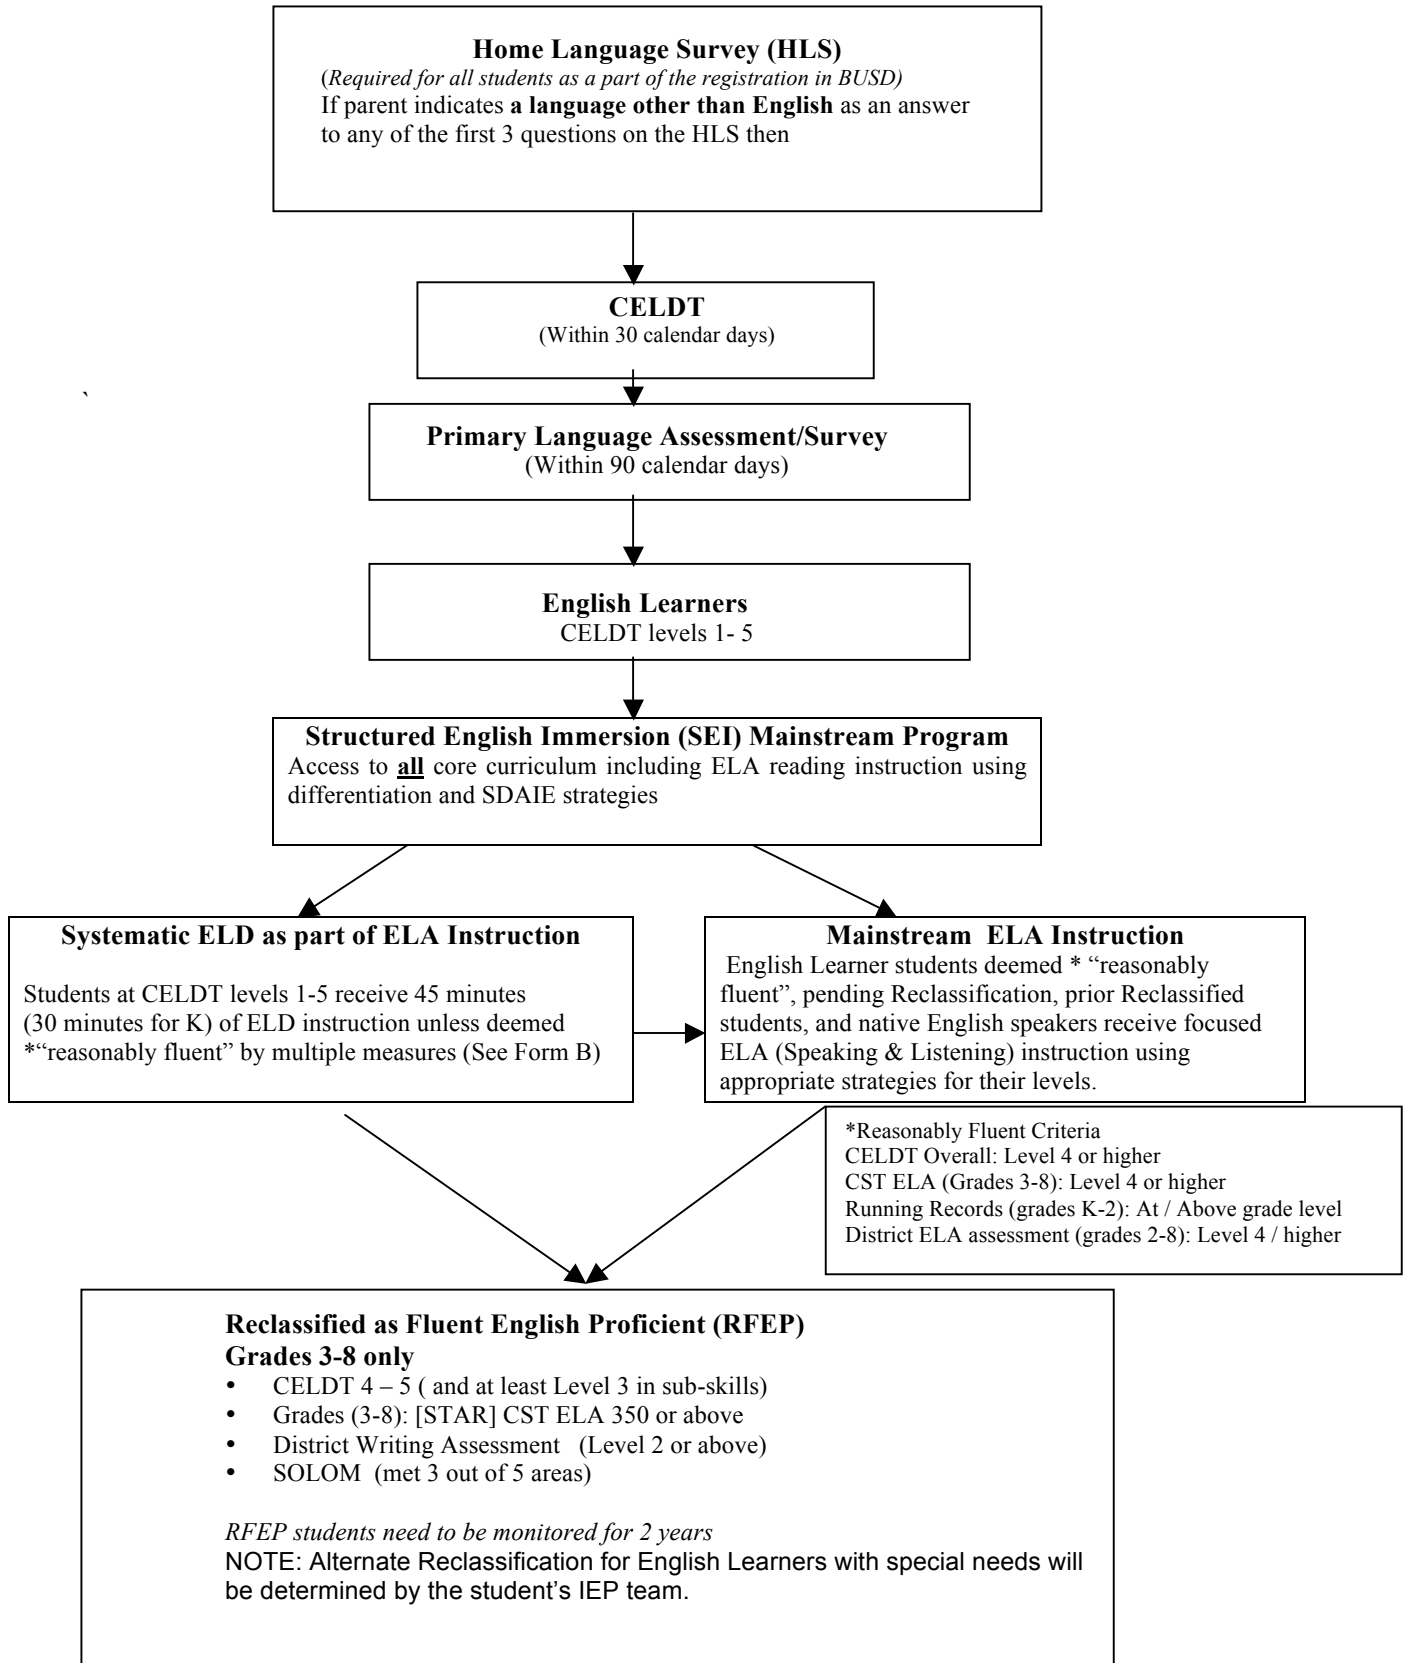 Home Language Survey (HLS)
(Required for all students as a part of the registration in BUSD)
If parent indicates a language other than English as an answer
to any of the first 3 questions on the HLS then
CELDT
(Within 30 calendar days)
`
Primary Language Assessment/Survey
(Within 90 calendar days)
English Learners
CELDT levels 1- 5
Structured English Immersion (SEI) Mainstream Program
Access to all core curriculum including ELA reading instruction using
differentiation and SDAIE strategies
Systematic ELD as part of ELA Instruction
Students at CELDT levels 1-5 receive 45 minutes
(30 minutes for K) of ELD instruction unless deemed
*“reasonably fluent” by multiple measures (See Form B)
Mainstream ELA Instruction
English Learner students deemed * “reasonably
fluent”, pending Reclassification, prior Reclassified
students, and native English speakers receive focused
ELA (Speaking & Listening) instruction using
appropriate strategies for their levels.
*Reasonably Fluent Criteria
CELDT Overall: Level 4 or higher
CST ELA (Grades 3-8): Level 4 or higher
Running Records (grades K-2): At / Above grade level
District ELA assessment (grades 2-8): Level 4 / higher
Reclassified as Fluent English Proficient (RFEP)
Grades 3-8 only
• CELDT 4 – 5 ( and at least Level 3 in sub-skills)
• Grades (3-8): [STAR] CST ELA 350 or above
• District Writing Assessment (Level 2 or above)
• SOLOM (met 3 out of 5 areas)
RFEP students need to be monitored for 2 years
NOTE: Alternate Reclassification for English Learners with special needs will
be determined by the student’s IEP team.